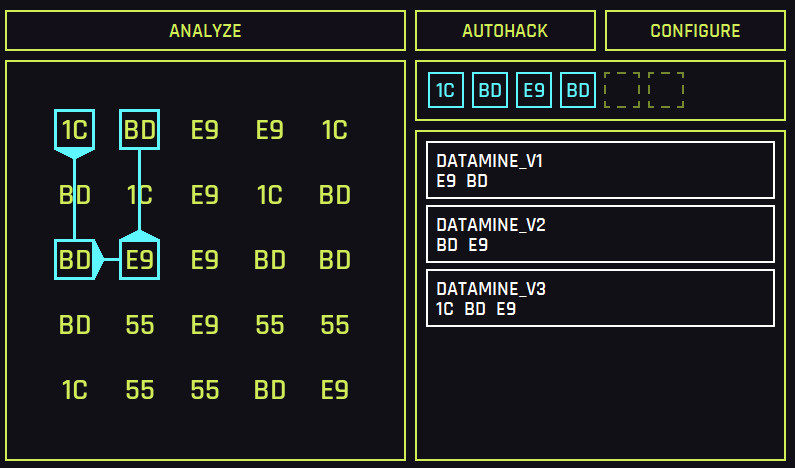 ANALYZE
AUTOHACK
CONFIGURE
1C BD E9 BD
1C BD E9 E9 1C
BD 1C E9 1C BD
BD E9 E9 BD BD
BD 55 E9 55 55
1C 55 55 BD E9
DATAMINE_V1
E9 BD
DATAMINE_V2
BD E9
DATAMINE_V3
1C BD E9